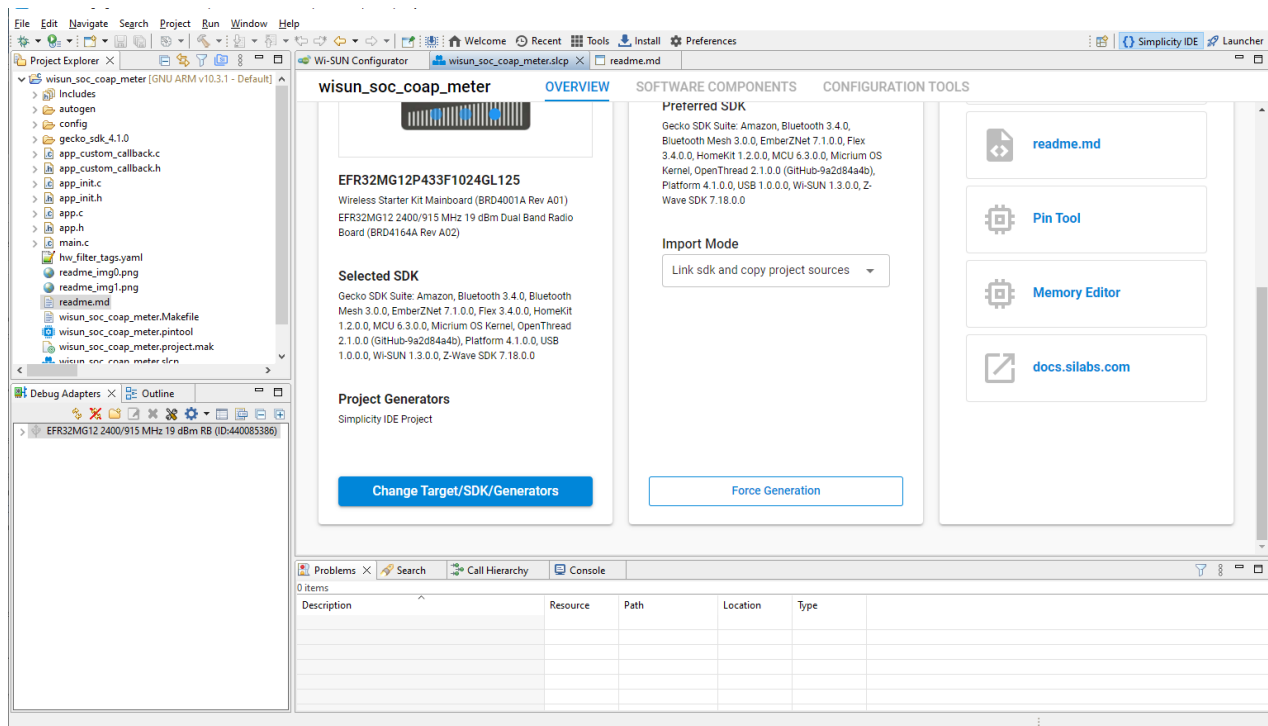 File Edit Navigate Search Project Run Window Help
Welcome Recent Tools Install Preferences
Simplicity IDE Launcher
Project Explorer
wisun_soc_coap_meter [GNU ARM v10.3.1 - Default]
Includes
autogen
config
gecko_sdk_4.1.0
app_custom_callback.c
app_custom_callback.h
app_init.c
app_init.h
app.c
app.h
main.c
hw_filter_tags.yaml
readme_img0.png
readme_img1.png
readme.md
wisun_soc_coap_meter.Makefile
wisun_soc_coap_meter.pintool
wisun_soc_coap_meter.project.mak
wisun_soc_coap_meter.slcp
Debug Adapters Outline
EFR32MG12 2400/915 MHz 19 dBm RB (ID:440085386)
Wi-SUN Configurator wisun_soc_coap_meter.slcp readme.md
wisun_soc_coap_meter OVERVIEW SOFTWARE COMPONENTS CONFIGURATION TOOLS
EFR32MG12P433F1024GL125
Wireless Starter Kit Mainboard (BRD4001A Rev A01)
EFR32MG12 2400/915 MHz 19 dBm Dual Band Radio
Board (BRD4164A Rev A02)
Selected SDK
Gecko SDK Suite: Amazon, Bluetooth 3.4.0, Bluetooth
Mesh 3.0.0, EmberZNet 7.1.0.0, Flex 3.4.0.0, HomeKit
1.2.0.0, MCU 6.3.0.0, Micrium OS Kernel, OpenThread
2.1.0.0 (GitHub-9a2d84a4b), Platform 4.1.0.0, USB
1.0.0.0, Wi-SUN 1.3.0.0, Z-Wave SDK 7.18.0.0
Project Generators
Simplicity IDE Project
Change Target/SDK/Generators
Preferred SDK
Gecko SDK Suite: Amazon, Bluetooth 3.4.0,
Bluetooth Mesh 3.0.0, EmberZNet 7.1.0.0, Flex
3.4.0.0, HomeKit 1.2.0.0, MCU 6.3.0.0, Micrium OS
Kernel, OpenThread 2.1.0.0 (GitHub-9a2d84a4b),
Platform 4.1.0.0, USB 1.0.0.0, Wi-SUN 1.3.0.0, Z-
Wave SDK 7.18.0.0
Import Mode
Link sdk and copy project sources
Force Generation
readme.md
Pin Tool
Memory Editor
docs.silabs.com
Problems Search Call Hierarchy Console
0 items
Description Resource Path Location Type